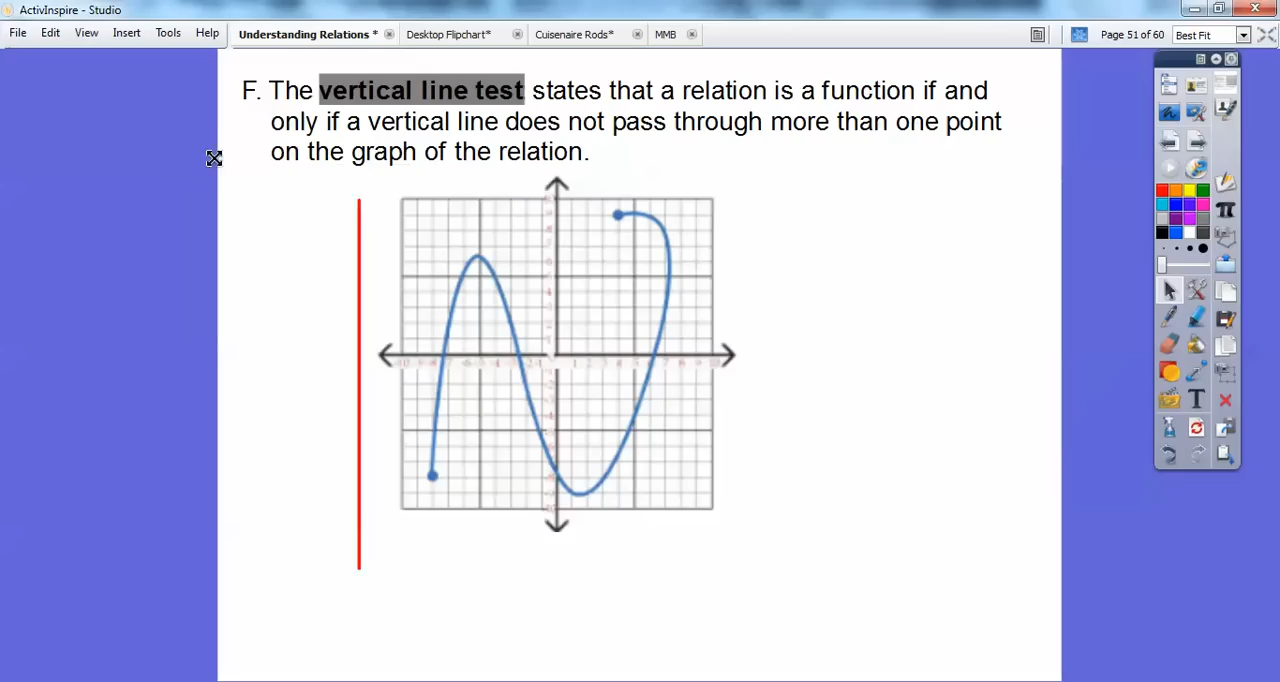 ActivInspire - Studio
File Edit View Insert Tools Help
Understanding Relations * Desktop Flipchart* Cuisenaire Rods* MMB Page 51 of 60 Best Fit
F. The vertical line test states that a relation is a function if and
only if a vertical line does not pass through more than one point
on the graph of the relation.